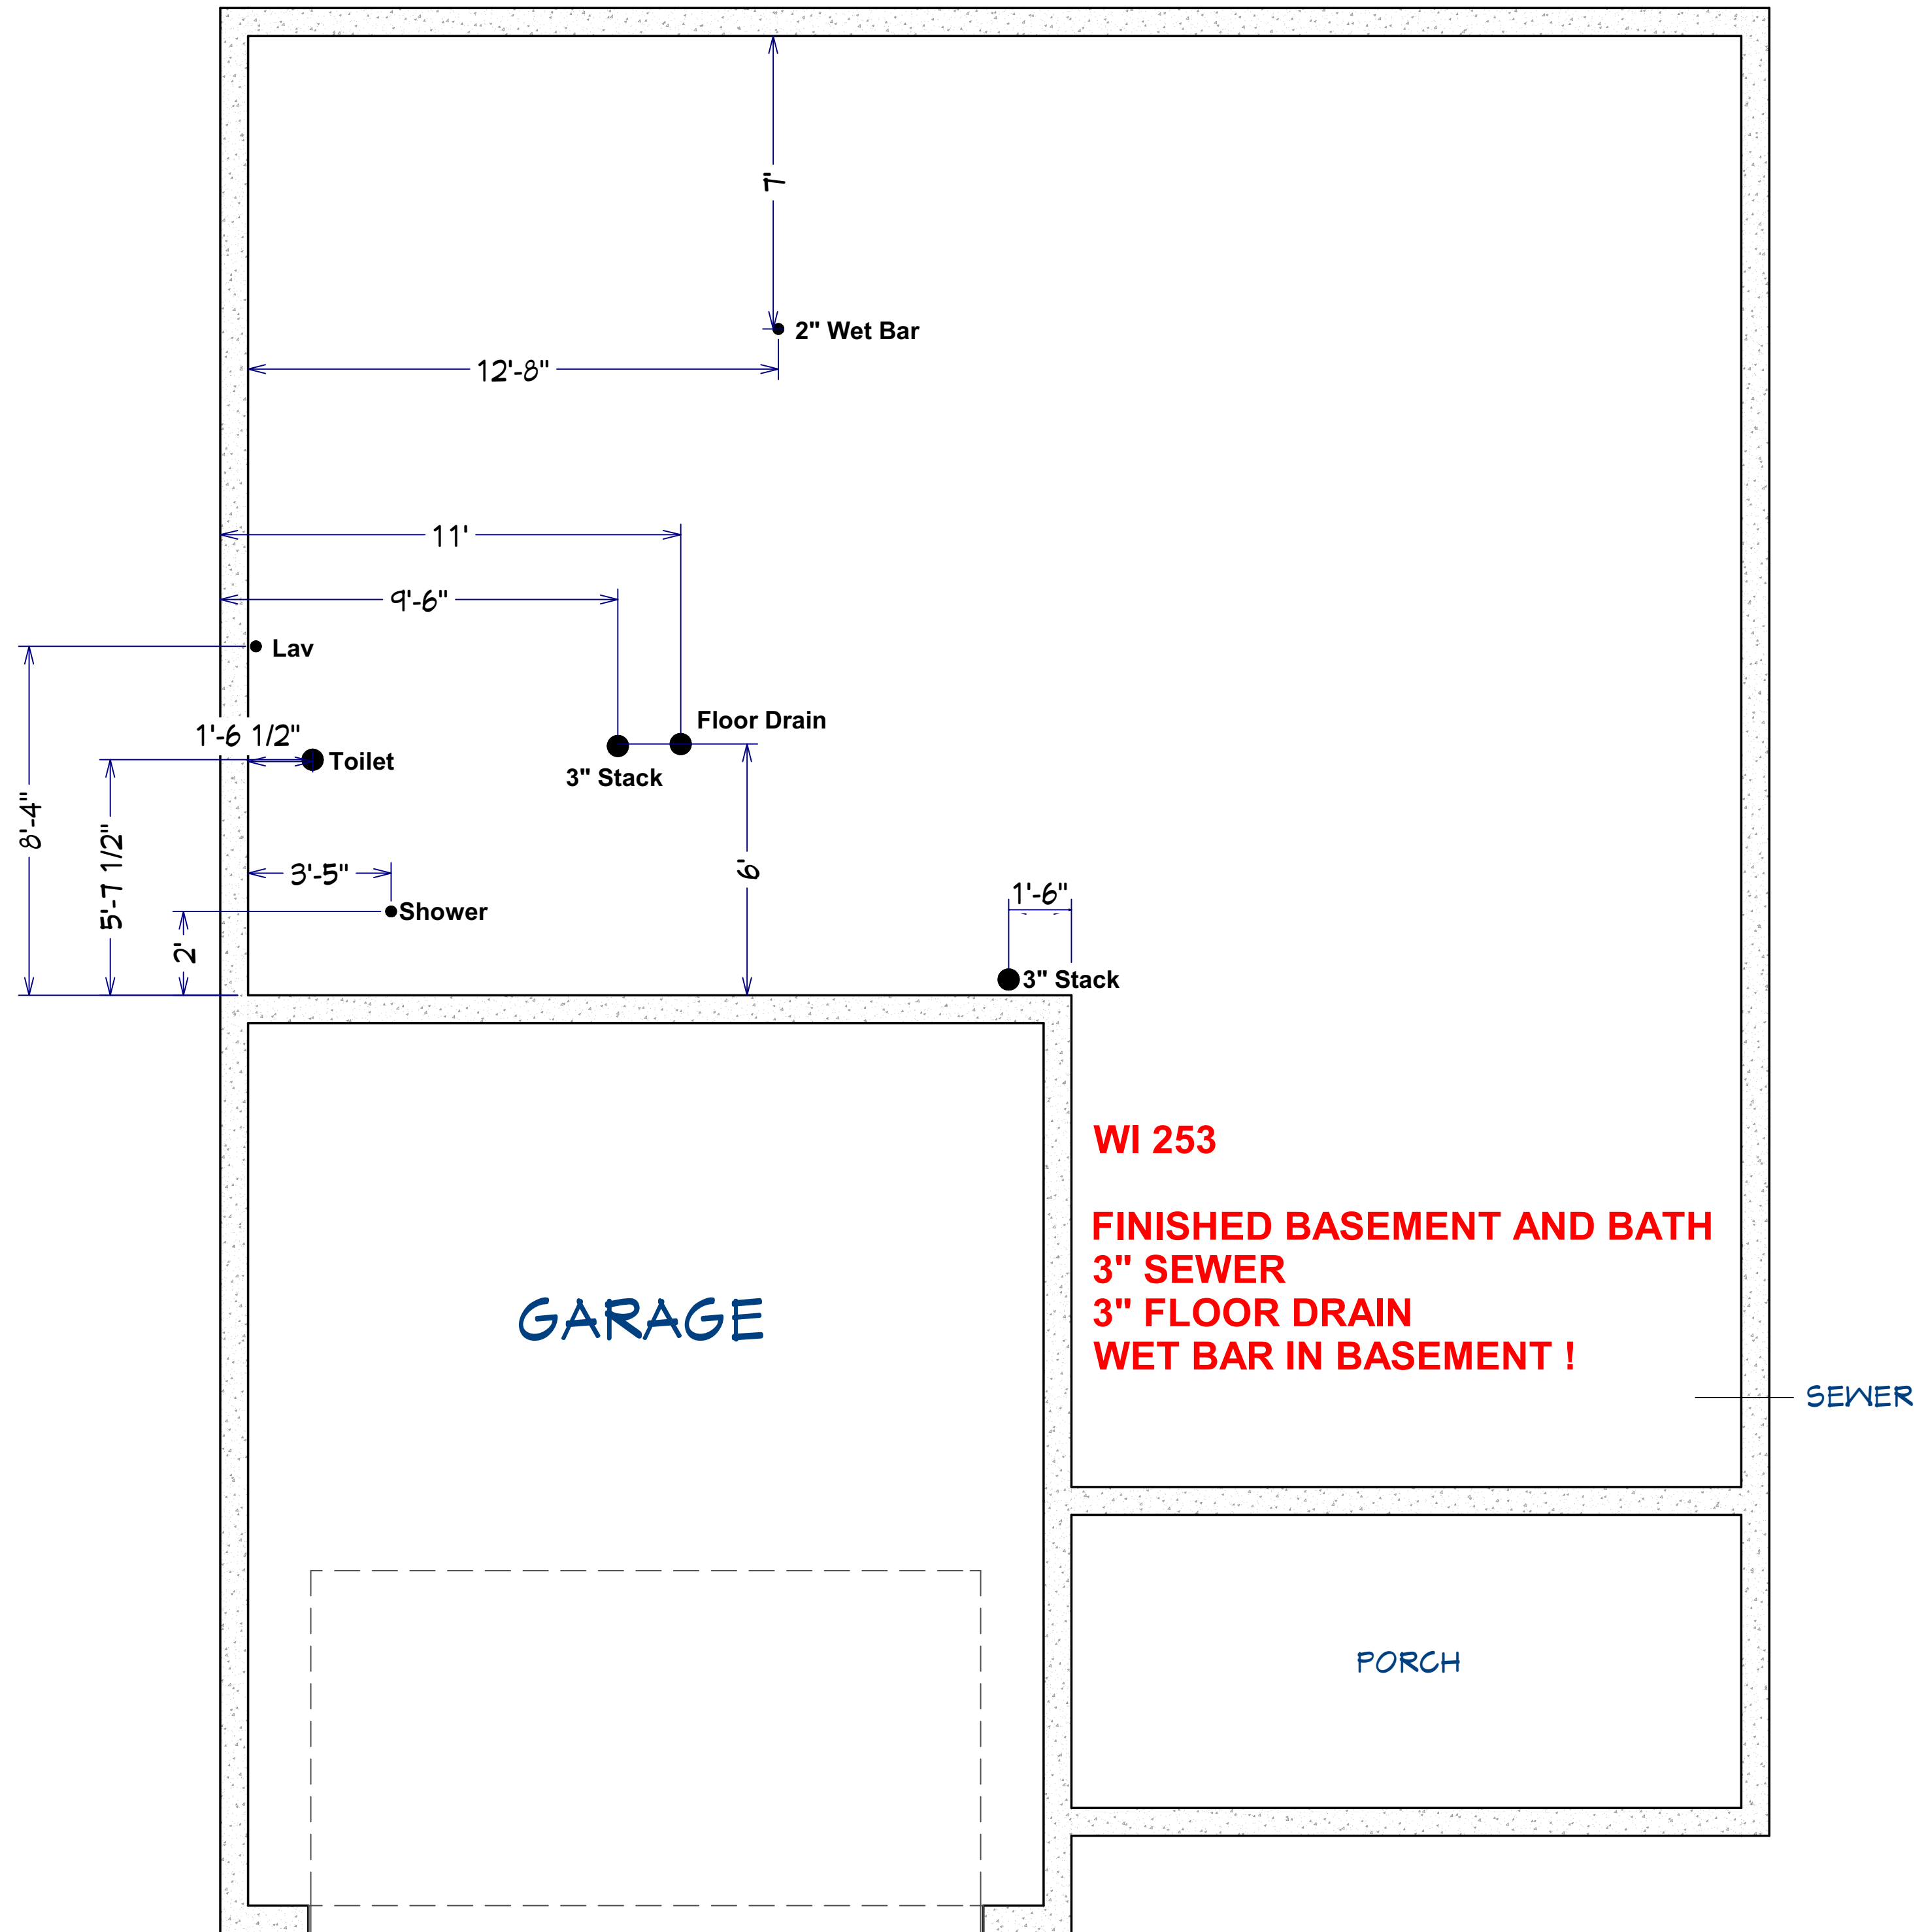 7'
2" Wet Bar
12'-8"
11'
9'-6"
Lav
Floor Drain
1'-6 1/2"
Toilet
3" Stack
8'-4"
5'-7 1/2"
3'-5"
6'
1'-6"
Shower
2'
3" Stack
WI 253
FINISHED BASEMENT AND BATH
3" SEWER
3" FLOOR DRAIN
WET BAR IN BASEMENT !
GARAGE
SEWER
PORCH